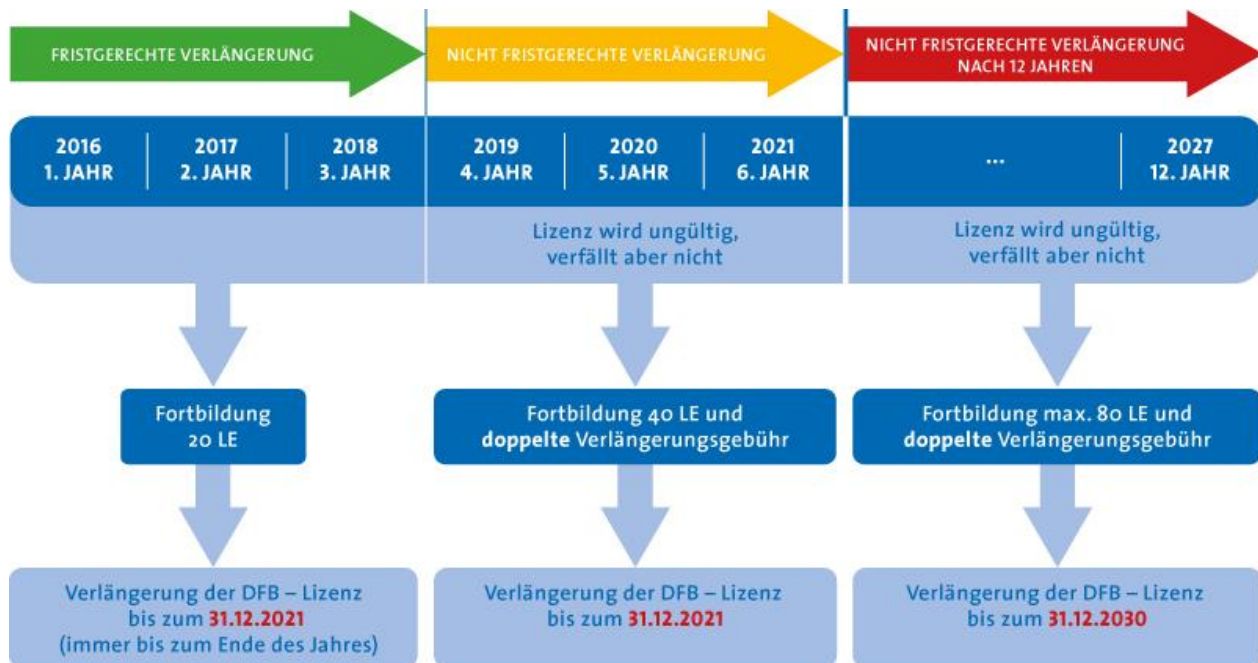 FRISTGERECHTE VERLÄNGERUNG
NICHT FRISTGERECHTE VERLÄNGERUNG
NICHT FRISTGERECHTE VERLÄNGERUNG
NACH 12 JAHREN
2016
1. JAHR
2017
2. JAHR
2018
3. JAHR
2019
4. JAHR
2020
5. JAHR
2021
6. JAHR
...
2027
12. JAHR
Lizenz wird ungültig,
verfällt aber nicht
Lizenz wird ungültig,
verfällt aber nicht
Fortbildung
20 LE
Fortbildung 40 LE und
doppelte Verlängerungsgebühr
Fortbildung max. 80 LE und
doppelte Verlängerungsgebühr
Verlängerung der DFB – Lizenz
bis zum 31.12.2021
(immer bis zum Ende des Jahres)
Verlängerung der DFB – Lizenz
bis zum 31.12.2021
Verlängerung der DFB – Lizenz
bis zum 31.12.2030